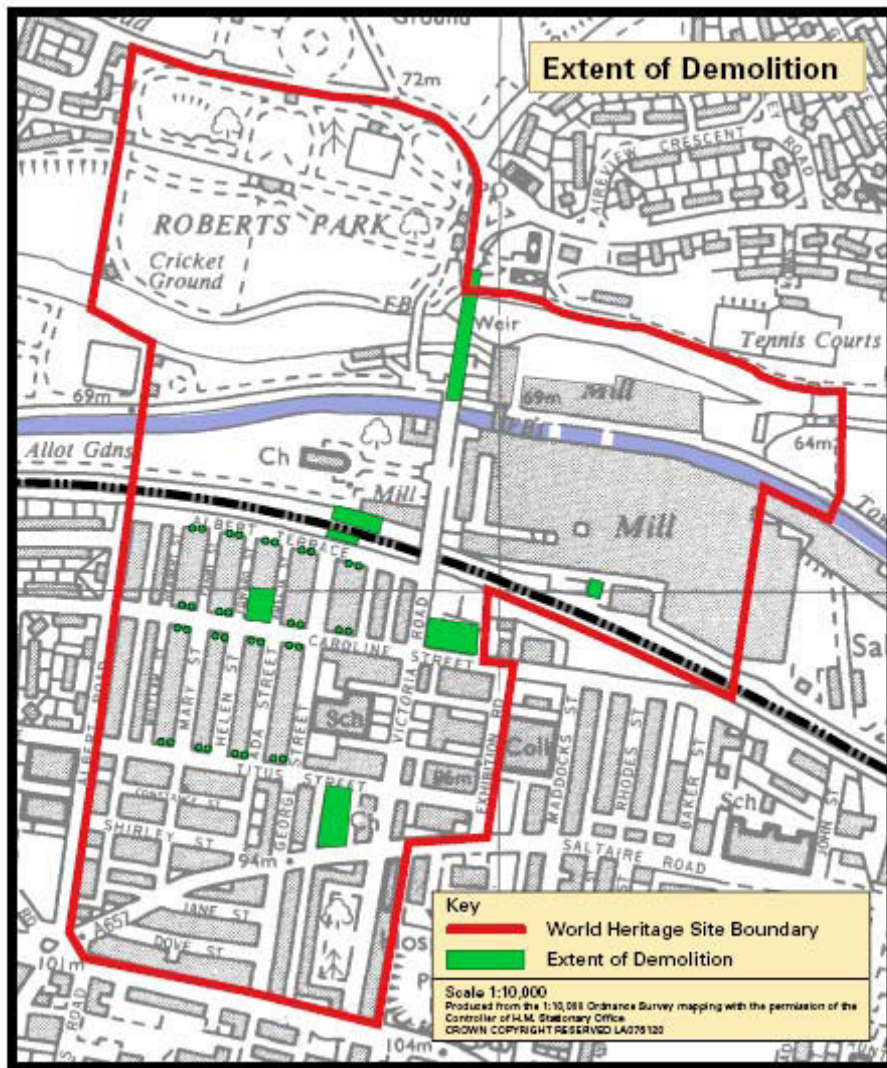 Ground
Extent of Demolition
72m
AIREVIEW CRESCENT
ROAD
ROBERTS PARK
Cricket
Ground
FB
Weir
Tennis Courts
69m
69m
Mill
64m
Allot Gdns
Ch
Mill
Mill
ALBERT TERRACE
CAROLINE STREET
VICTORIA ROAD
ALBERT ROAD
MARY ST
HELEN ST
ADA STREET
GEORGE STREET
Sch
TITUS STREET
CONSTANCE ST
SHIRLEY ST
94m
JANE ST
DOVE ST
A657
101m
EXHIBITION RD
Coll
MADDOCKS ST
RHODES ST
BAKER ST
Sch
JOHN ST
SALTAIRE ROAD
ROAD
104m
Key
World Heritage Site Boundary
Extent of Demolition
Scale 1:10,000
Produced from the 1:10,000 Ordnance Survey mapping with the permission of the
Controller of H.M. Stationary Office
CROWN COPYRIGHT RESERVED LA076120